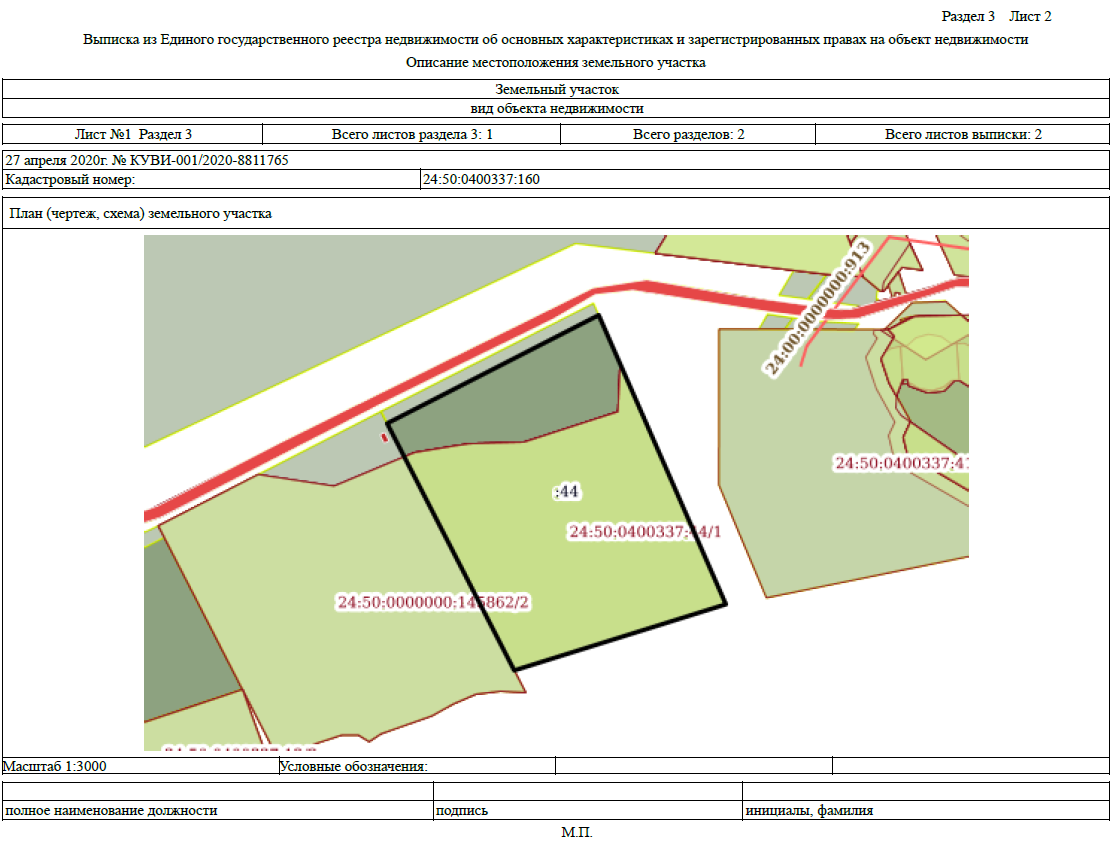 Раздел 3 Лист 2
Выписка из Единого государственного реестра недвижимости об основных характеристиках и зарегистрированных правах на объект недвижимости
Описание местоположения земельного участка
Земельный участок
вид объекта недвижимости
Лист №1 Раздел 3 Всего листов раздела 3: 1 Всего разделов: 2 Всего листов выписки: 2
27 апреля 2020г. № КУВИ-001/2020-8811765
Кадастровый номер: 24:50:0400337:160
План (чертеж, схема) земельного участка
24:00:0000000:913
24:50:0400337:41
:44
24:50:0400337:44/1
24:50:0000000:145862/2
Масштаб 1:3000 Условные обозначения:
полное наименование должности подпись инициалы, фамилия
М.П.